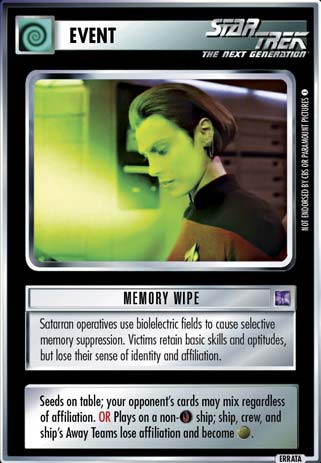 EVENT
STAR TREK
THE NEXT GENERATION
NOT ENDORSED BY CBS OR PARAMOUNT PICTURES
MEMORY WIPE
Satarran operatives use biolelectric fields to cause selective
memory suppression. Victims retain basic skills and aptitudes,
but lose their sense of identity and affiliation.
Seeds on table; your opponent's cards may mix regardless
of affiliation. OR Plays on a non- ship; ship, crew, and
ship's Away Teams lose affiliation and become .
ERRATA